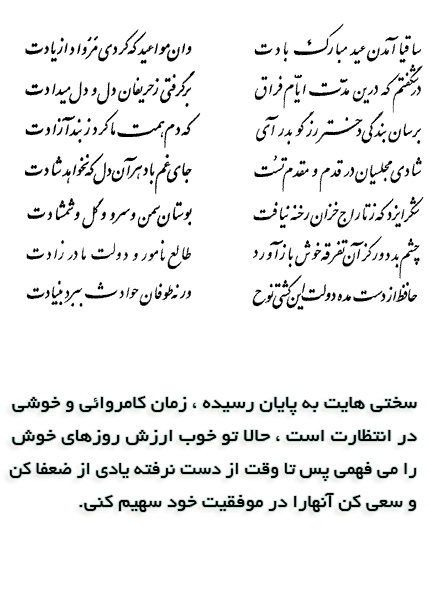 ساقیا آمدن عید مبارک بادت وان مواعید که کردی مرواد از یادت
در شگفتم که درین مدت ایام فراق برگرفتی ز حریفان دل و دل میدادت
برسان بندگی دختر رز گو بدر آی که دم همت ما کرد ز بند آزادت
شادی مجلسیان در قدم و مقدم تست جای غم باد هر آن دل که نخواهد شادت
شکر ایزد که ز تاراج خزان رخنه نیافت بوستان سمن و سرو و گل و شمشادت
چشم بد دور کز آن تفرقه خوش باز آورد طالع نامور و دولت مادرزادت
حافظ از دست مده دولت این کشتی نوح ورنه طوفان حوادث ببرد بنیادت
سختی هایت به پایان رسیده ، زمان کامروائی و خوشی
در انتظارت است ، حالا تو خوب ارزش روزهای خوش
را می فهمی پس تا وقت از دست نرفته یادی از ضعفا کن
و سعی کن آنهارا در موفقیت خود سهیم کنی.